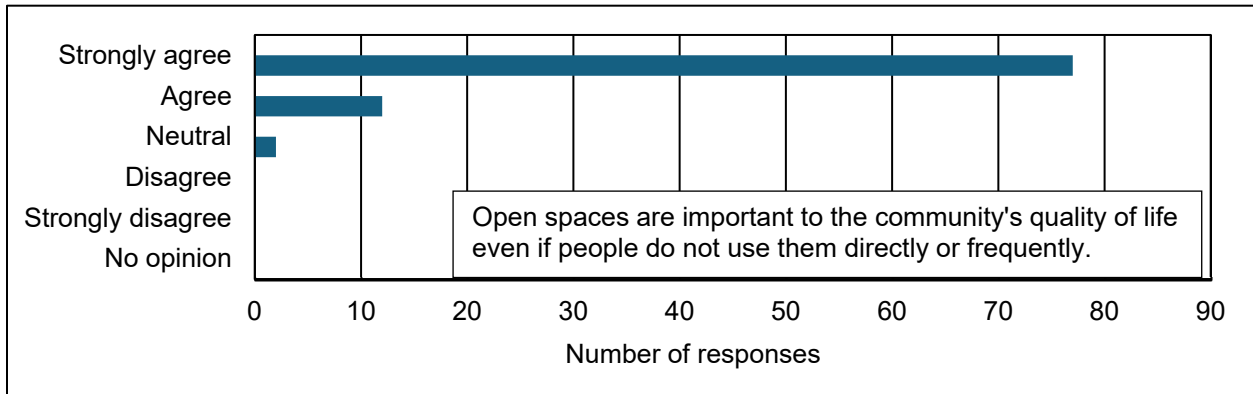 Strongly agree
Agree
Neutral
Disagree
Strongly disagree
No opinion
Open spaces are important to the community's quality of life
even if people do not use them directly or frequently.
0 10 20 30 40 50 60 70 80 90
Number of responses